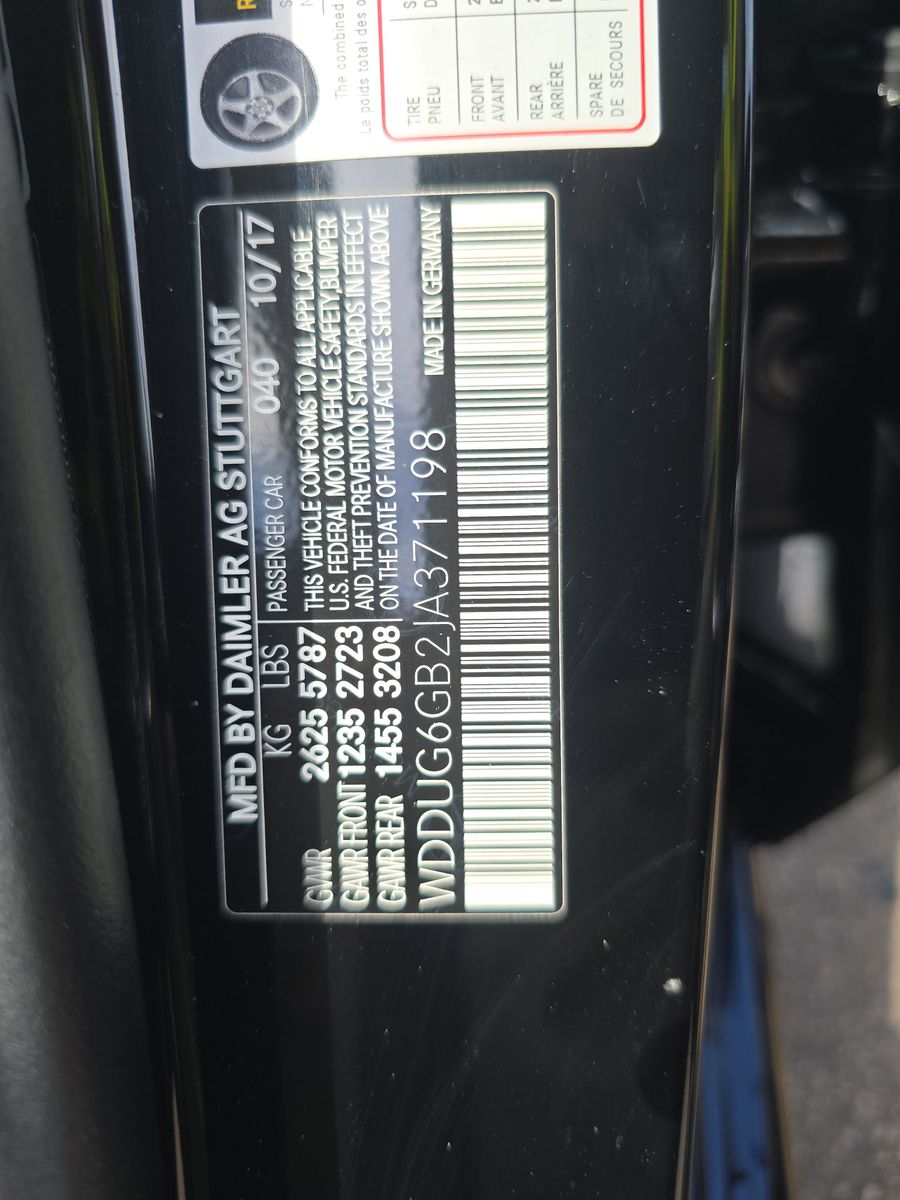 The combined
Le poids total des o
TIRE
PNEU
FRONT
AVANT
REAR
ARRIÈRE
SPARE
DE SECOURS
MFD BY DAIMLER AG STUTTGART
KG LBS PASSENGER CAR 040 10/17
GVWR 2625 5787 THIS VEHICLE CONFORMS TO ALL APPLICABLE
GAWR FRONT 1235 2723 U.S. FEDERAL MOTOR VEHICLE SAFETY,BUMPER
GAWR REAR 1455 3208 AND THEFT PREVENTION STANDARDS IN EFFECT
ON THE DATE OF MANUFACTURE SHOWN ABOVE
WDDUG6GB2JA371198 MADE IN GERMANY